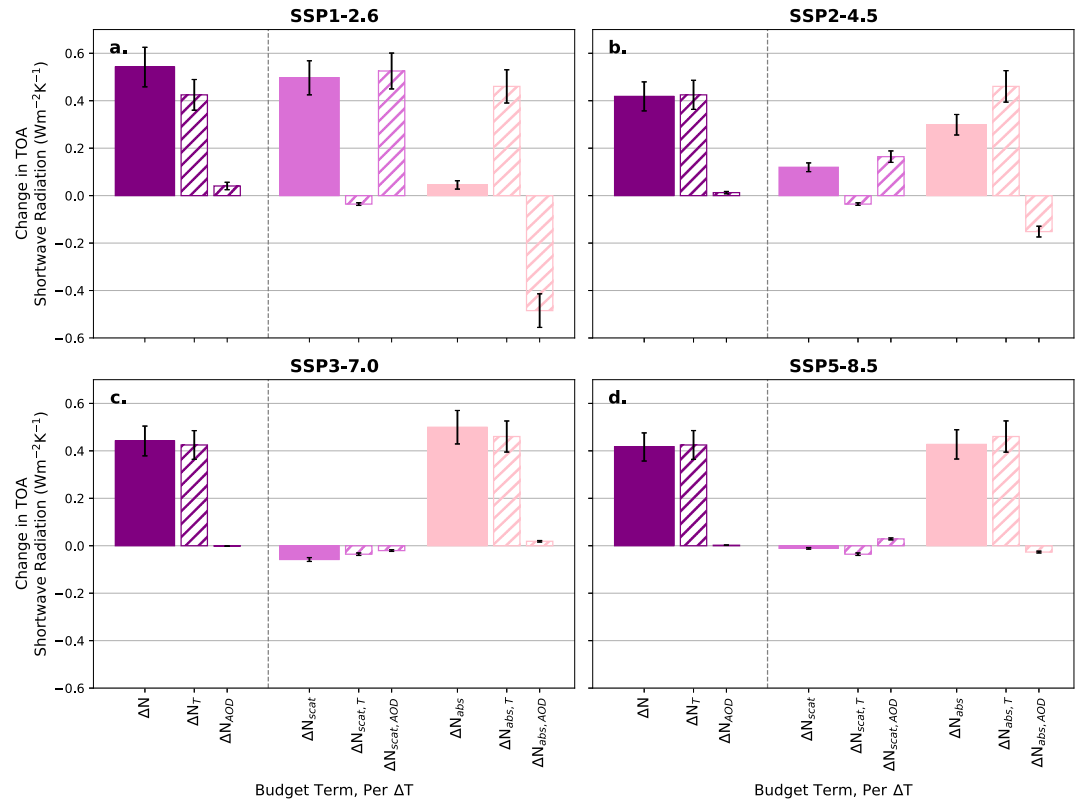 SSP1-2.6
a.
0.6
0.4
0.2
0.0
−0.2
−0.4
−0.6
Change in TOA
Shortwave Radiation (Wm⁻²K⁻¹)
SSP2-4.5
b.
SSP3-7.0
c.
0.6
0.4
0.2
0.0
−0.2
−0.4
−0.6
Change in TOA
Shortwave Radiation (Wm⁻²K⁻¹)
ΔN
ΔN_T
ΔN_AOD
ΔN_scat
ΔN_scat, T
ΔN_scat, AOD
ΔN_abs
ΔN_abs, T
ΔN_abs, AOD
Budget Term, Per ΔT
SSP5-8.5
d.
ΔN
ΔN_T
ΔN_AOD
ΔN_scat
ΔN_scat, T
ΔN_scat, AOD
ΔN_abs
ΔN_abs, T
ΔN_abs, AOD
Budget Term, Per ΔT